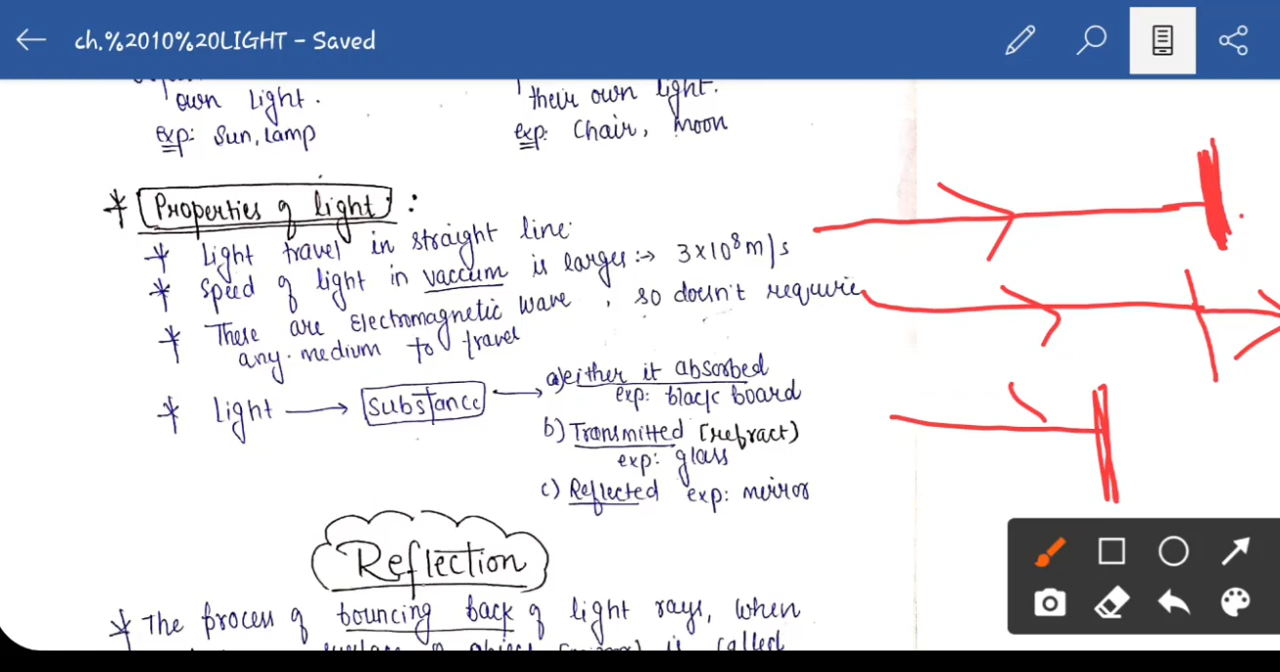 ch.%2010%20LIGHT – Saved
own light.
their own light.
exp: Sun, lamp
exp: Chair, moon
* Properties of light :
* Light travel in straight line.
* Speed of light in vaccum is larger :→ 3×10⁸ m/s
* These are Electromagnetic wave, so doesn't require
any medium to travel
* light → Substance → a) either it absorbed
exp: black board
b) Transmitted [refract)
exp: glass
c) Reflected exp: mirror
Reflection
* The process of bouncing back of light rays, when
is called